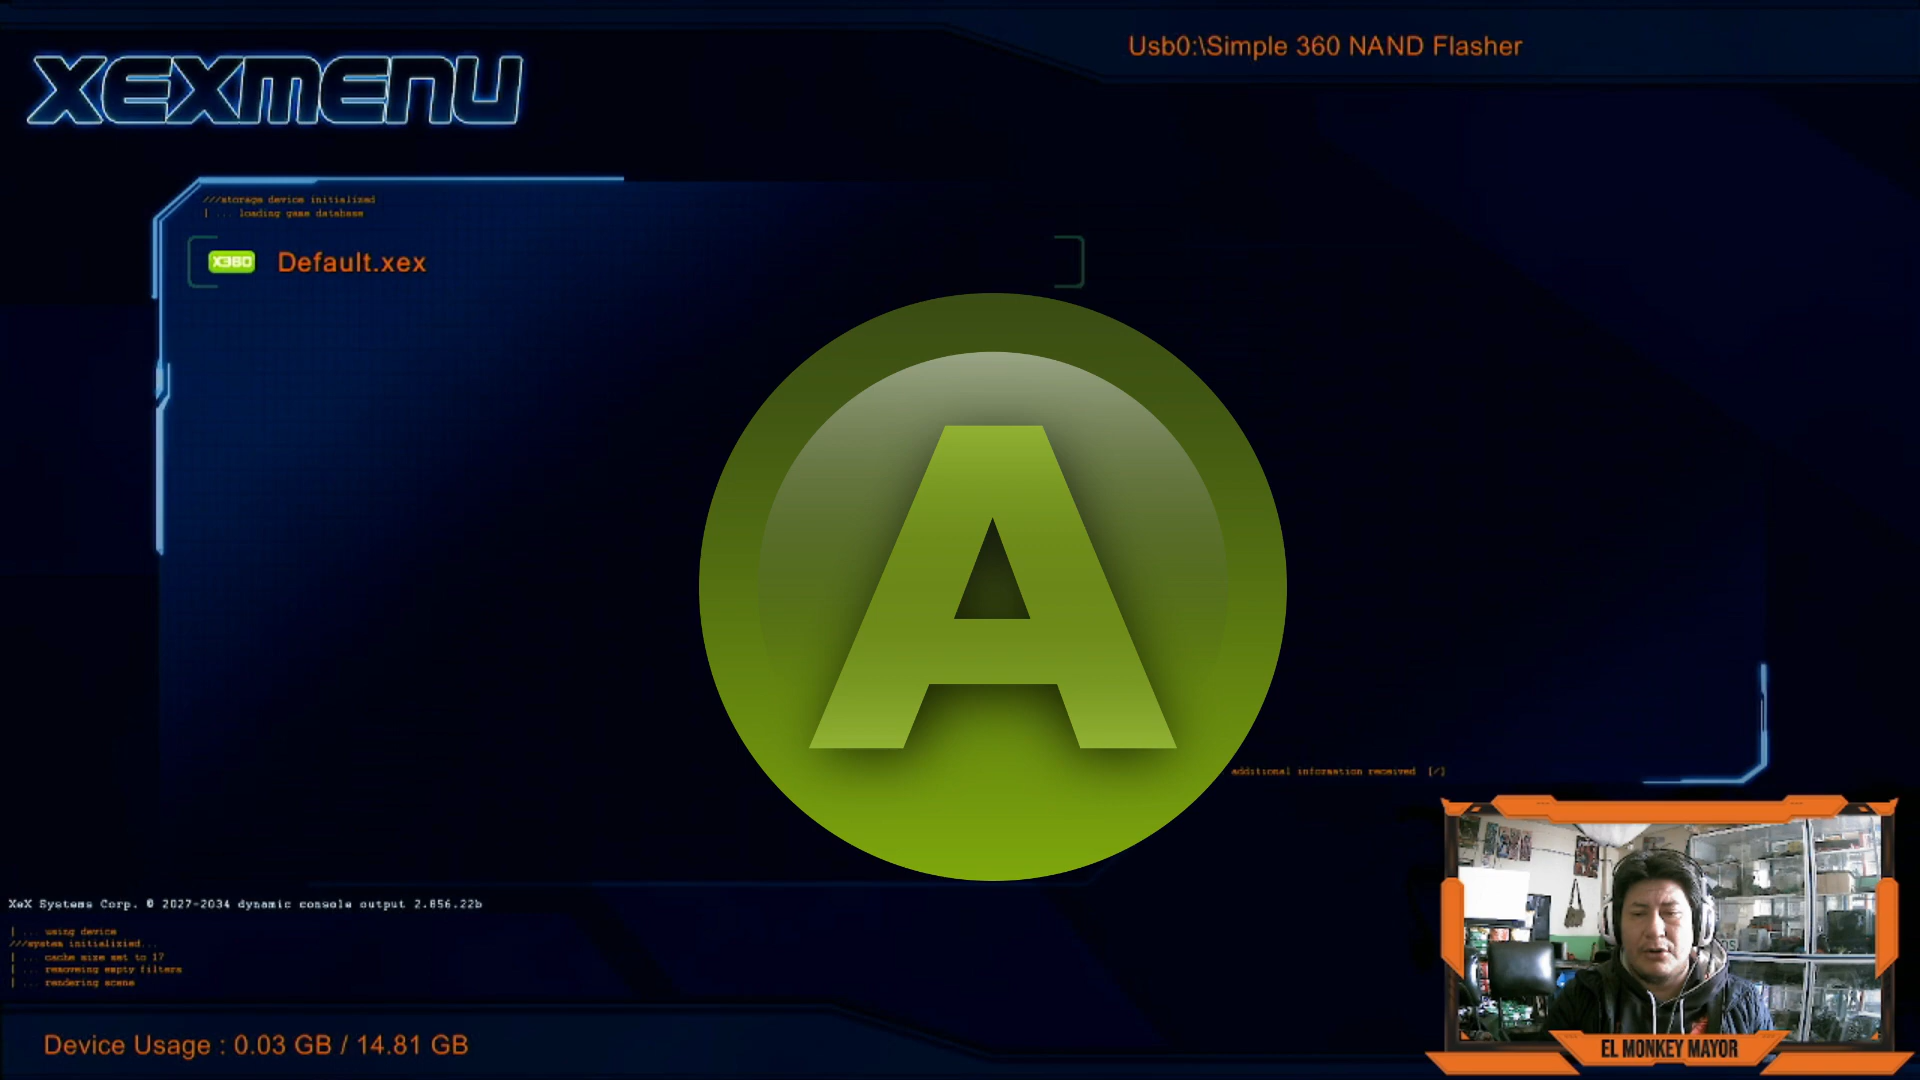 XEXMENU
Usb0:\Simple 360 NAND Flasher
///storage device initialized
| ... loading game database
X360 Default.xex
A
additional information received [✓]
XeX Systems Corp. © 2027-2034 dynamic console output 2.856.22b
| ... using device
///system initializied...
| ... cache size set to 17
| ... removeing empty filters
| ... rendering scene
Device Usage : 0.03 GB / 14.81 GB
EL MONKEY MAYOR